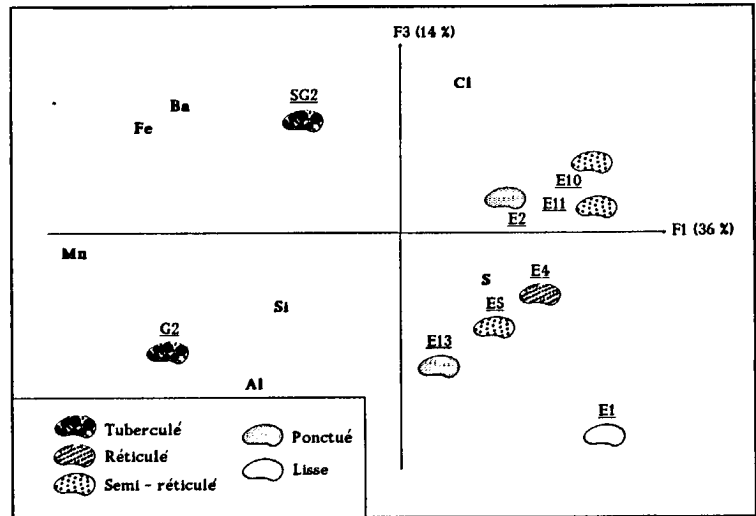 F3 (14 %)
Cl
SG2
Ba
Fe
E10
E11
E2
F1 (36 %)
Mn
E4
S
E5
Si
G2
E13
Al
E1
Tuberculé
Réticulé
Semi - réticulé
Ponctué
Lisse